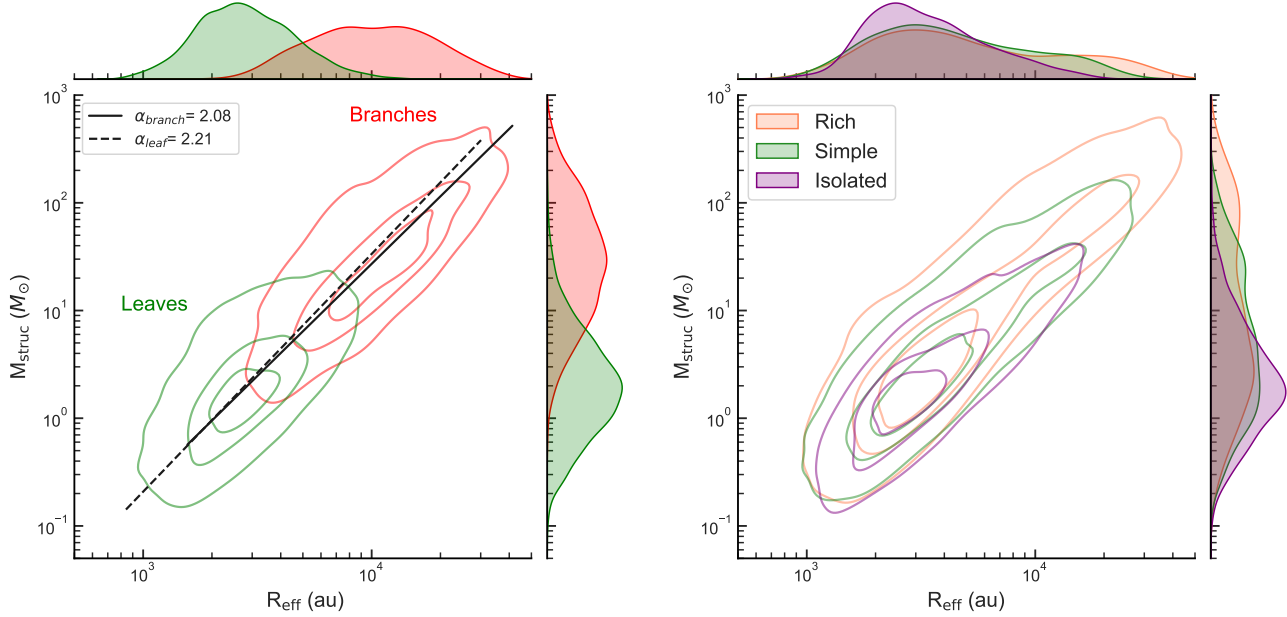 10³
10²
10¹
10⁰
10⁻¹
M_struc (M_⊙)
α_branch= 2.08
α_leaf= 2.21
Branches
Leaves
10³
10⁴
R_eff (au)
10³
10²
10¹
10⁰
10⁻¹
M_struc (M_⊙)
Rich
Simple
Isolated
10³
10⁴
R_eff (au)